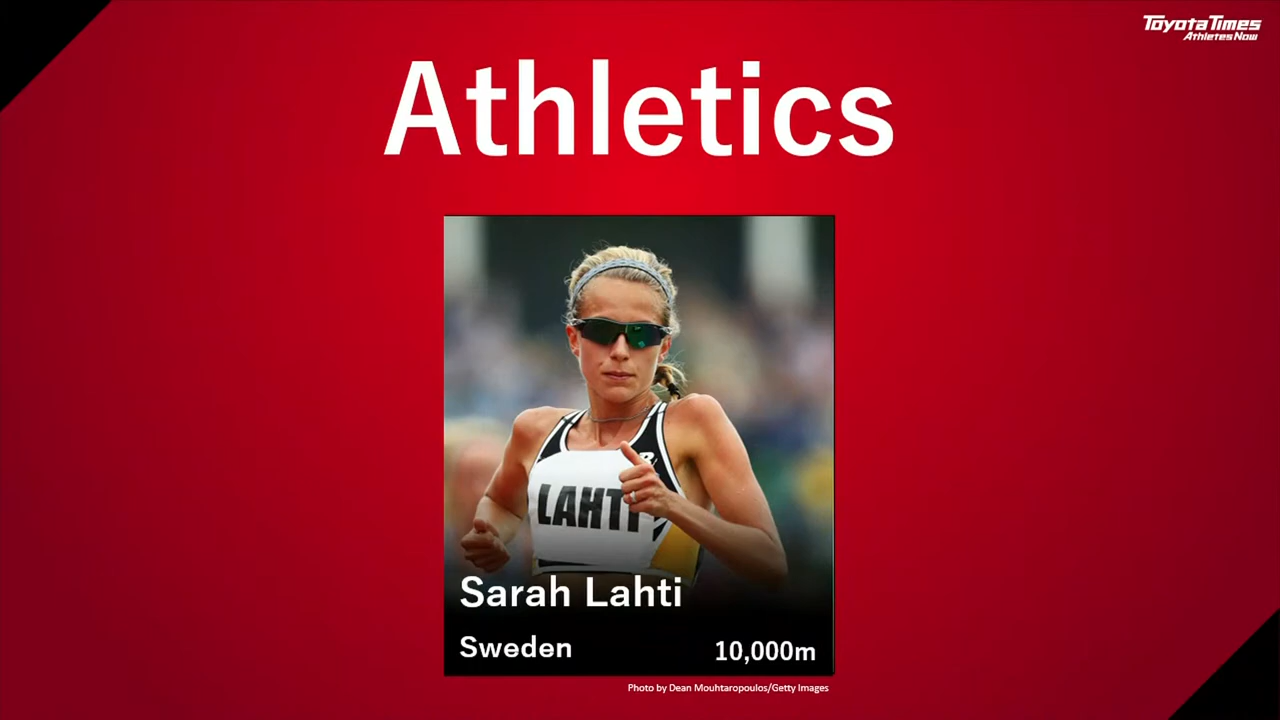 Toyota Times
Athletes Now
Athletics
LAHTI
Sarah Lahti
Sweden
10,000m
Photo by Dean Mouhtaropoulos/Getty Images